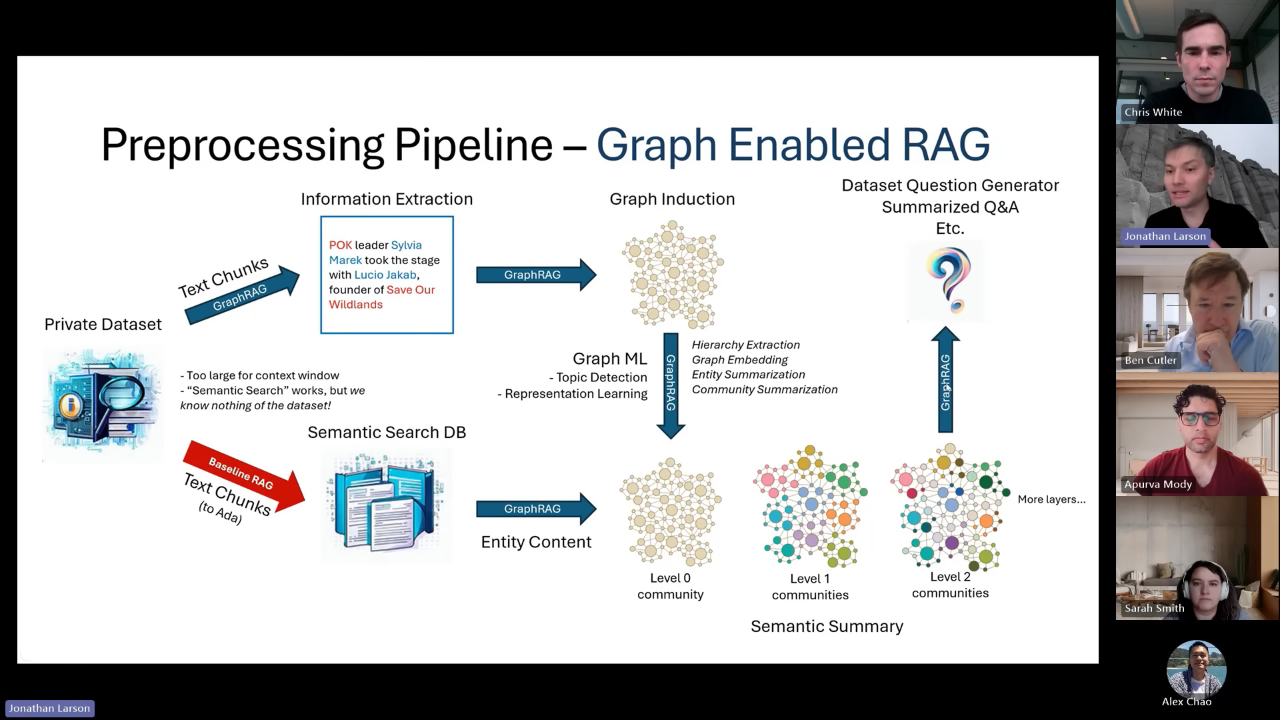 Preprocessing Pipeline – Graph Enabled RAG
Information Extraction
Graph Induction
Dataset Question Generator
Summarized Q&A
Etc.
POK leader Sylvia
Marek took the stage
with Lucio Jakab,
founder of Save Our
Wildlands
Text Chunks
GraphRAG
GraphRAG
Private Dataset
- Too large for context window
- “Semantic Search” works, but we
know nothing of the dataset!
Graph ML
- Topic Detection
- Representation Learning
GraphRAG
Hierarchy Extraction
Graph Embedding
Entity Summarization
Community Summarization
GraphRAG
Semantic Search DB
Baseline RAG
Text Chunks
(to Ada)
GraphRAG
Entity Content
More layers...
Level 0
community
Level 1
communities
Level 2
communities
Semantic Summary
Chris White
Jonathan Larson
Ben Cutler
Apurva Mody
Sarah Smith
Alex Chao
Jonathan Larson